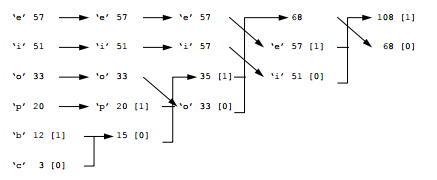 ‘e’ 57 ‘e’ 57 ‘e’ 57 68 108 [1]
‘i’ 51 ‘i’ 51 ‘i’ 57 ‘e’ 57 [1] 68 [0]
‘o’ 33 ‘o’ 33 35 [1] ‘i’ 51 [0]
‘p’ 20 ‘p’ 20 [1] ‘o’ 33 [0]
‘b’ 12 [1] 15 [0]
‘c’ 3 [0]